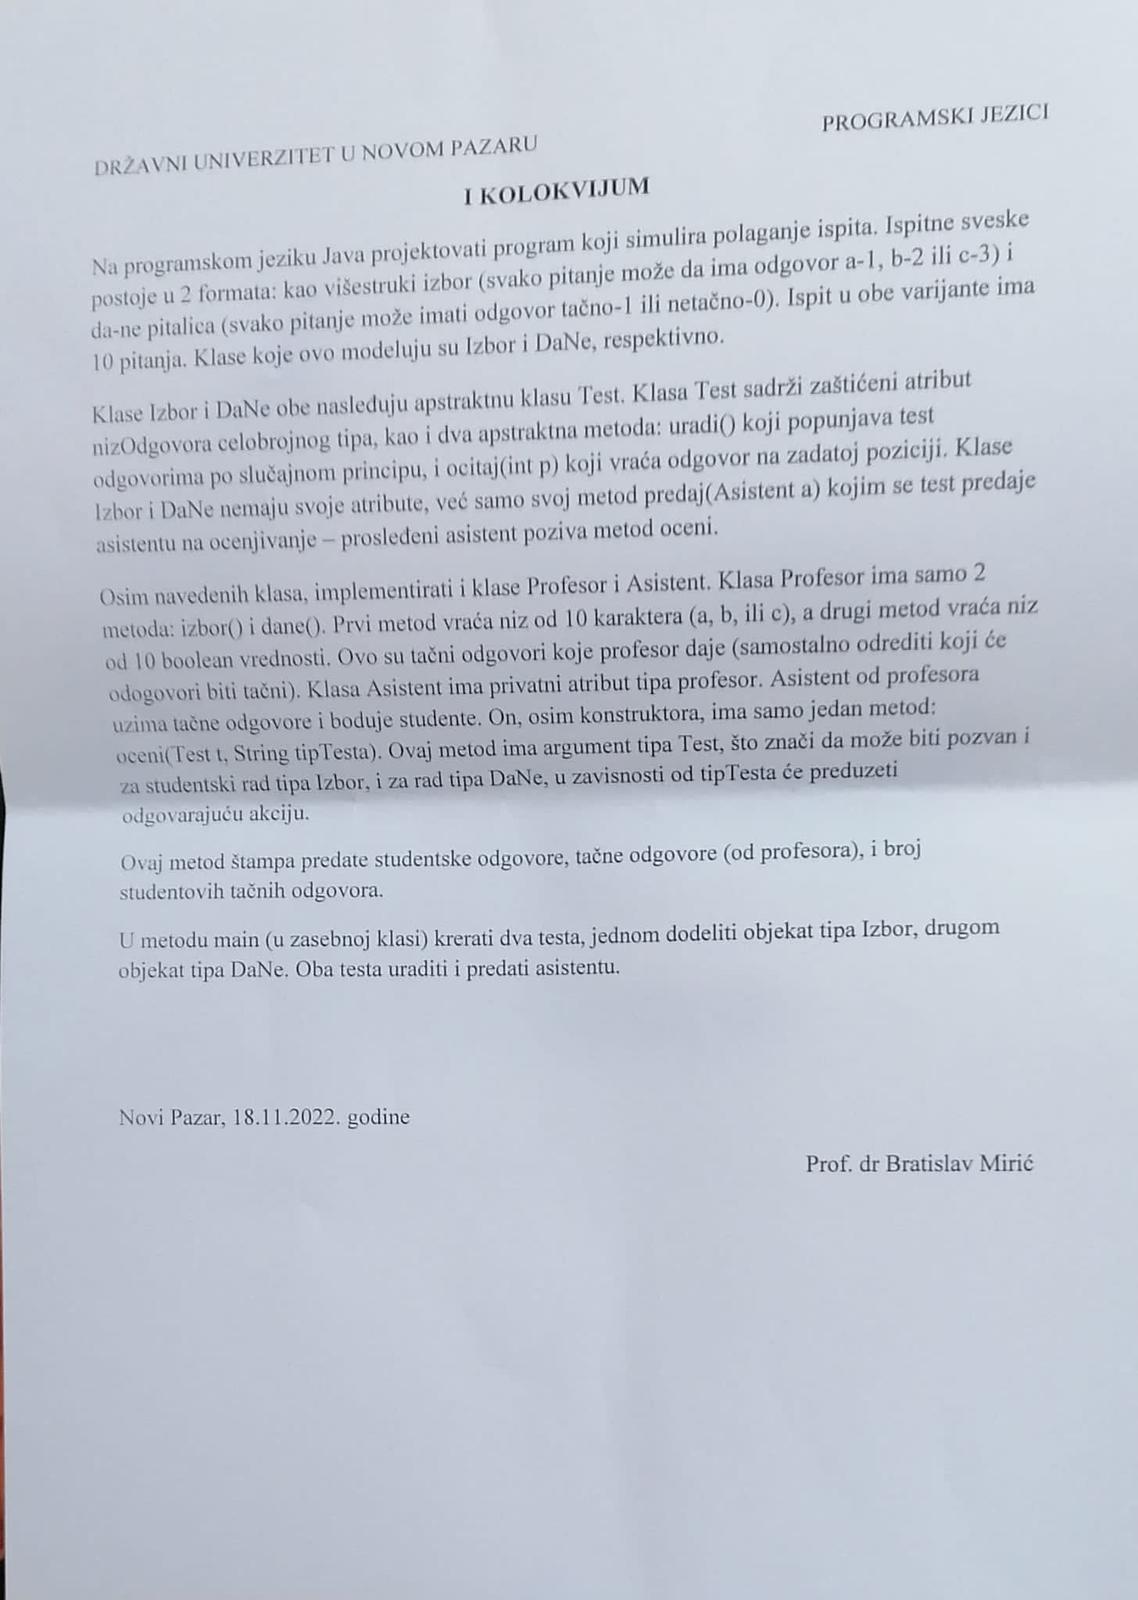 PROGRAMSKI JEZICI
DRŽAVNI UNIVERZITET U NOVOM PAZARU
I KOLOKVIJUM
Na programskom jeziku Java projektovati program koji simulira polaganje ispita. Ispitne sveske
postoje u 2 formata: kao višestruki izbor (svako pitanje može da ima odgovor a-1, b-2 ili c-3) i
da-ne pitalica (svako pitanje može imati odgovor tačno-1 ili netačno-0). Ispit u obe varijante ima
10 pitanja. Klase koje ovo modeluju su Izbor i DaNe, respektivno.
Klase Izbor i DaNe obe nasleđuju apstraktnu klasu Test. Klasa Test sadrži zaštićeni atribut
nizOdgovora celobrojnog tipa, kao i dva apstraktna metoda: uradi() koji popunjava test
odgovorima po slučajnom principu, i ocitaj(int p) koji vraća odgovor na zadatoj poziciji. Klase
Izbor i DaNe nemaju svoje atribute, već samo svoj metod predaj(Asistent a) kojim se test predaje
asistentu na ocenjivanje – prosleđeni asistent poziva metod oceni.
Osim navedenih klasa, implementirati i klase Profesor i Asistent. Klasa Profesor ima samo 2
metoda: izbor() i dane(). Prvi metod vraća niz od 10 karaktera (a, b, ili c), a drugi metod vraća niz
od 10 boolean vrednosti. Ovo su tačni odgovori koje profesor daje (samostalno odrediti koji će
odogovori biti tačni). Klasa Asistent ima privatni atribut tipa profesor. Asistent od profesora
uzima tačne odgovore i boduje studente. On, osim konstruktora, ima samo jedan metod:
oceni(Test t, String tipTesta). Ovaj metod ima argument tipa Test, što znači da može biti pozvan i
za studentski rad tipa Izbor, i za rad tipa DaNe, u zavisnosti od tipTesta će preduzeti
odgovarajuću akciju.
Ovaj metod štampa predate studentske odgovore, tačne odgovore (od profesora), i broj
studentovih tačnih odgovora.
U metodu main (u zasebnoj klasi) krerati dva testa, jednom dodeliti objekat tipa Izbor, drugom
objekat tipa DaNe. Oba testa uraditi i predati asistentu.
Novi Pazar, 18.11.2022. godine
Prof. dr Bratislav Mirić